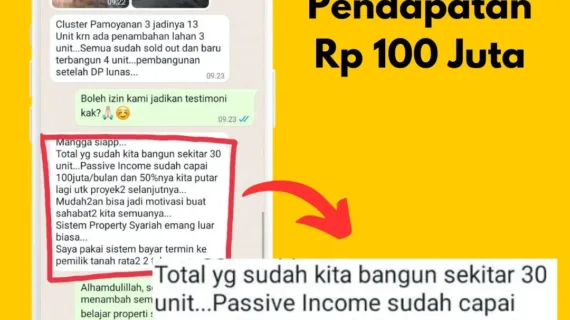 Pendapatan
Rp 100 Juta
09.22
Cluster Pamoyanan 3 jadinya 13
Unit krn ada penambahan lahan 3
unit...Semua sudah sold out dan baru
terbangun 4 unit...pembangunan
setelah DP lunas...
09.23
Boleh izin kami jadikan testimoni
kak?🙏🏻☺️
09.23
Mangga siapp...
Total yg sudah kita bangun sekitar 30
unit...Passive Income sudah capai
100juta/bulan dan 50%nya kita putar
lagi utk proyek2 selanjutnya...
Mudah2an bisa jadi motivasi buat
sahabat2 kita semuanya...
Sistem Property Syariah emang luar
biasa...
Saya pakai sistem bayar termin ke
pemilik tanah rata2 2
Alhamdulillah, se
menambah sem
belajar properti s
Total yg sudah kita bangun sekitar 30
unit...Passive Income sudah capai